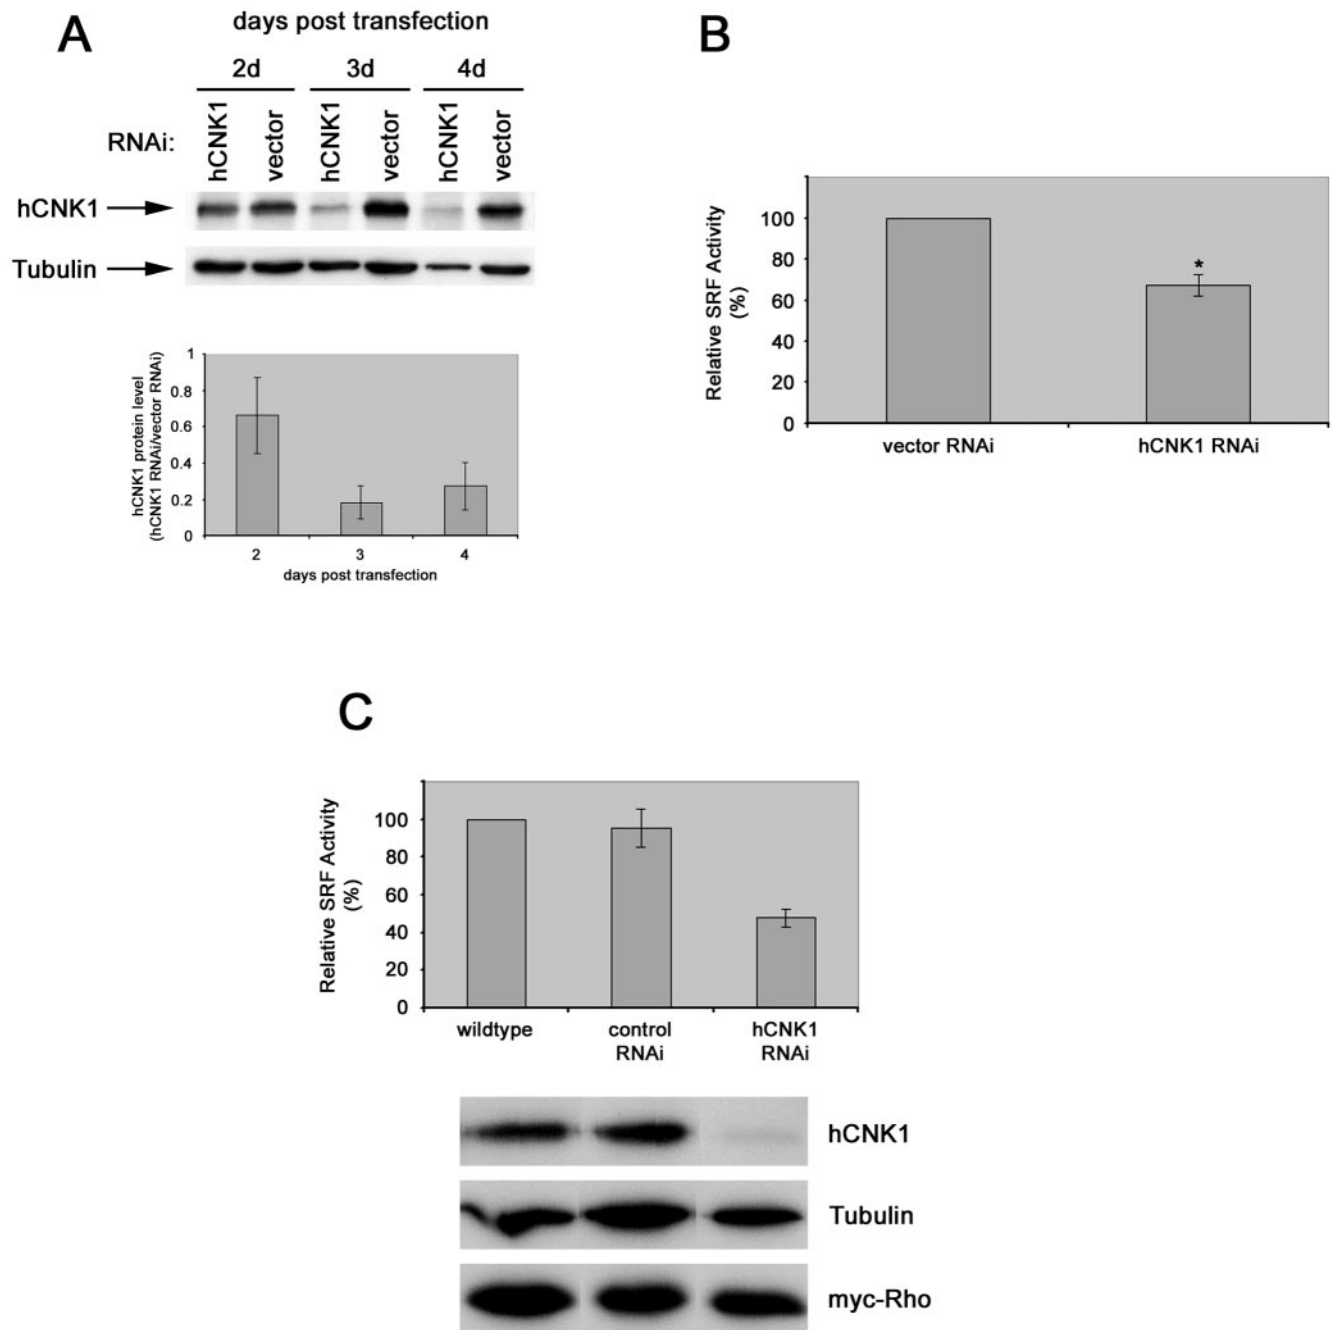 A
days post transfection
2d 3d 4d
RNAi: hCNK1 vector hCNK1 vector hCNK1 vector
hCNK1
Tubulin
hCNK1 protein level
(hCNK1 RNAi/vector RNAi)
1
0.8
0.6
0.4
0.2
0
2 3 4
days post transfection
B
Relative SRF Activity
(%)
100
80
60
40
20
0
*
vector RNAi hCNK1 RNAi
C
Relative SRF Activity
(%)
100
80
60
40
20
0
wildtype control hCNK1
RNAi RNAi
hCNK1
Tubulin
myc-Rho